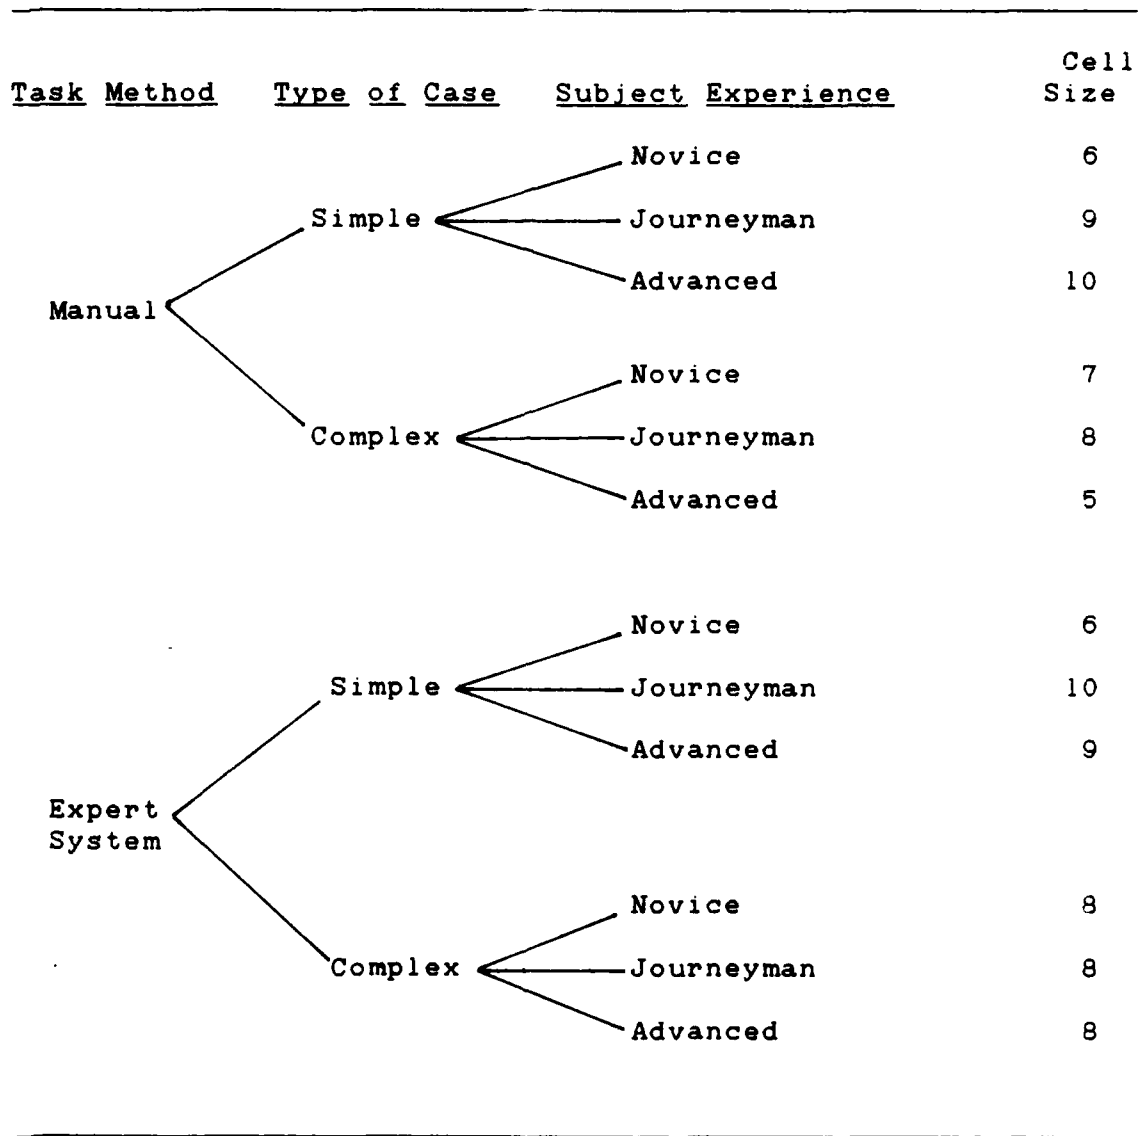 Cell
Task Method Type of Case Subject Experience Size
Novice 6
Simple Journeyman 9
Advanced 10
Manual
Novice 7
Complex Journeyman 8
Advanced 5
Novice 6
Simple Journeyman 10
Advanced 9
Expert
System
Novice 8
Complex Journeyman 8
Advanced 8